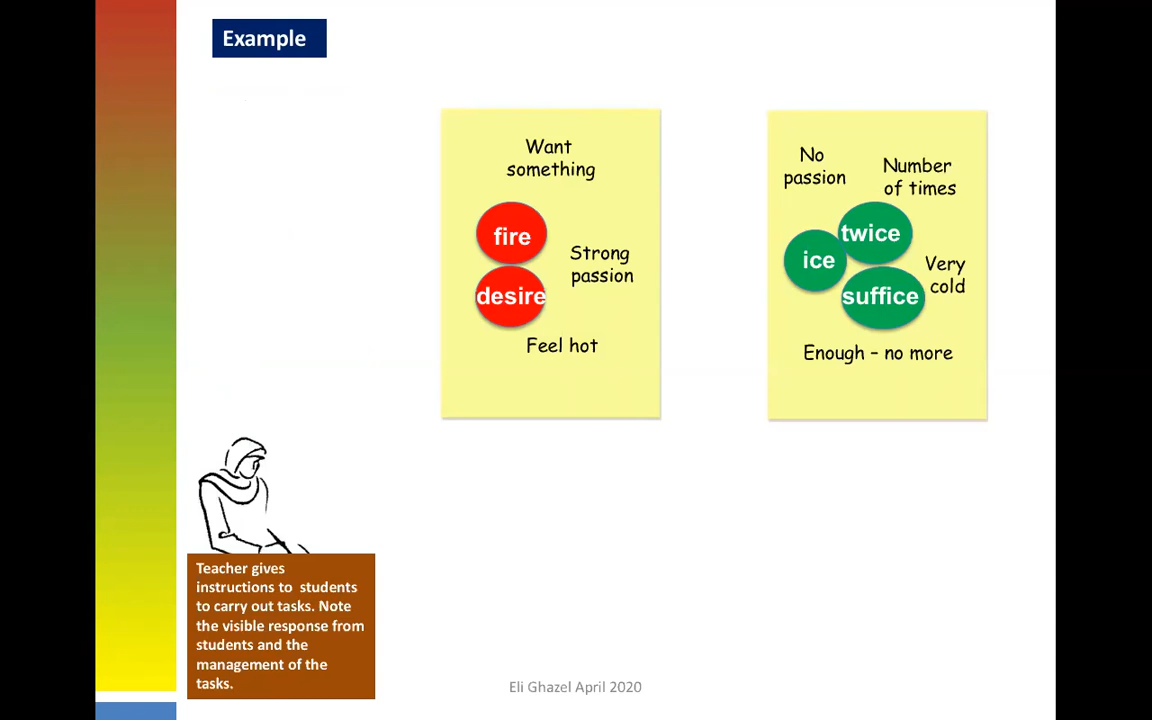 Example
Want
something
fire
Strong
passion
desire
Feel hot
No
passion
Number
of times
twice
ice
Very
cold
suffice
Enough – no more
Teacher gives
instructions to students
to carry out tasks. Note
the visible response from
students and the
management of the
tasks.
Eli Ghazel April 2020